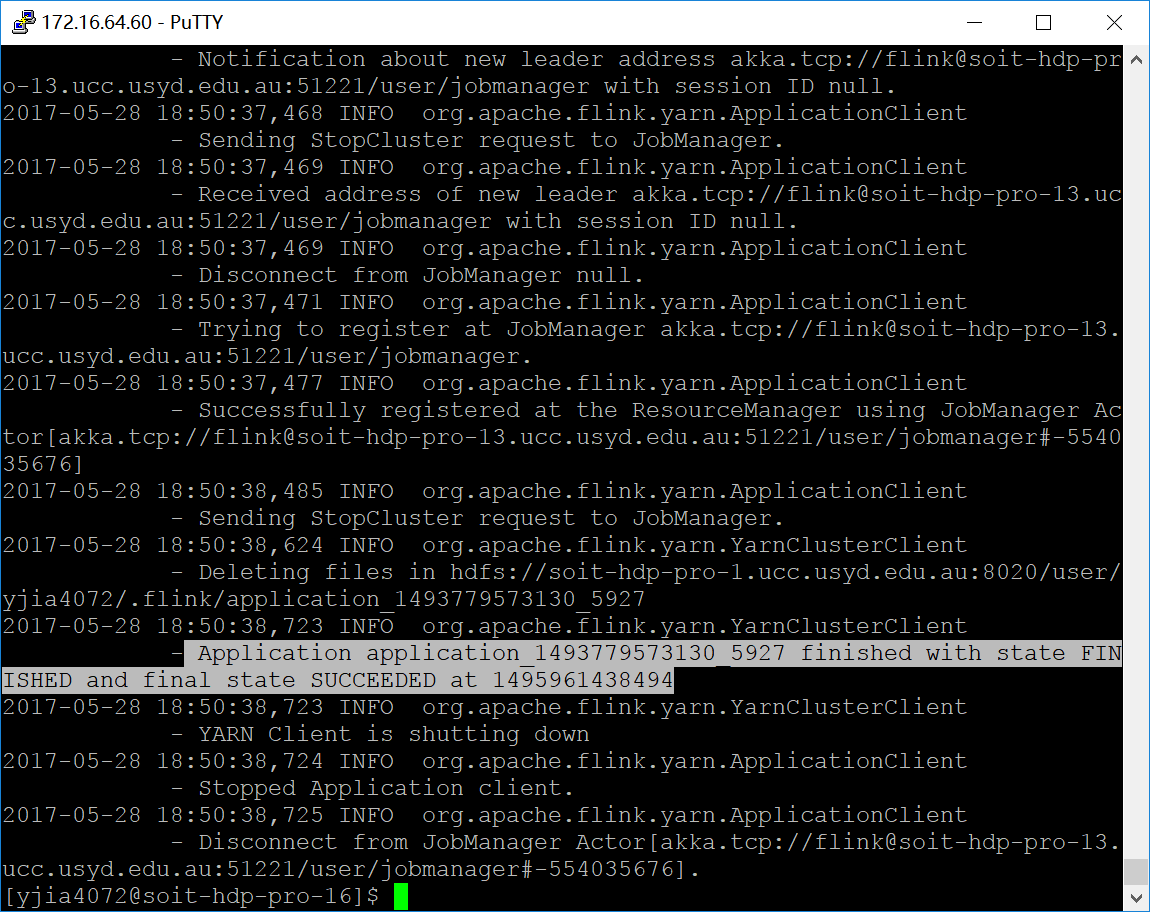 172.16.64.60 - PuTTY
- Notification about new leader address akka.tcp://flink@soit-hdp-pr
o-13.ucc.usyd.edu.au:51221/user/jobmanager with session ID null.
2017-05-28 18:50:37,468 INFO  org.apache.flink.yarn.ApplicationClient
- Sending StopCluster request to JobManager.
2017-05-28 18:50:37,469 INFO  org.apache.flink.yarn.ApplicationClient
- Received address of new leader akka.tcp://flink@soit-hdp-pro-13.uc
c.usyd.edu.au:51221/user/jobmanager with session ID null.
2017-05-28 18:50:37,469 INFO  org.apache.flink.yarn.ApplicationClient
- Disconnect from JobManager null.
2017-05-28 18:50:37,471 INFO  org.apache.flink.yarn.ApplicationClient
- Trying to register at JobManager akka.tcp://flink@soit-hdp-pro-13.
ucc.usyd.edu.au:51221/user/jobmanager.
2017-05-28 18:50:37,477 INFO  org.apache.flink.yarn.ApplicationClient
- Successfully registered at the ResourceManager using JobManager Ac
tor[akka.tcp://flink@soit-hdp-pro-13.ucc.usyd.edu.au:51221/user/jobmanager#-5540
35676]
2017-05-28 18:50:38,485 INFO  org.apache.flink.yarn.ApplicationClient
- Sending StopCluster request to JobManager.
2017-05-28 18:50:38,624 INFO  org.apache.flink.yarn.YarnClusterClient
- Deleting files in hdfs://soit-hdp-pro-1.ucc.usyd.edu.au:8020/user/
yjia4072/.flink/application_1493779573130_5927
2017-05-28 18:50:38,723 INFO  org.apache.flink.yarn.YarnClusterClient
- Application application_1493779573130_5927 finished with state FIN
ISHED and final state SUCCEEDED at 1495961438494
2017-05-28 18:50:38,723 INFO  org.apache.flink.yarn.YarnClusterClient
- YARN Client is shutting down
2017-05-28 18:50:38,724 INFO  org.apache.flink.yarn.ApplicationClient
- Stopped Application client.
2017-05-28 18:50:38,725 INFO  org.apache.flink.yarn.ApplicationClient
- Disconnect from JobManager Actor[akka.tcp://flink@soit-hdp-pro-13.
ucc.usyd.edu.au:51221/user/jobmanager#-554035676].
[yjia4072@soit-hdp-pro-16]$